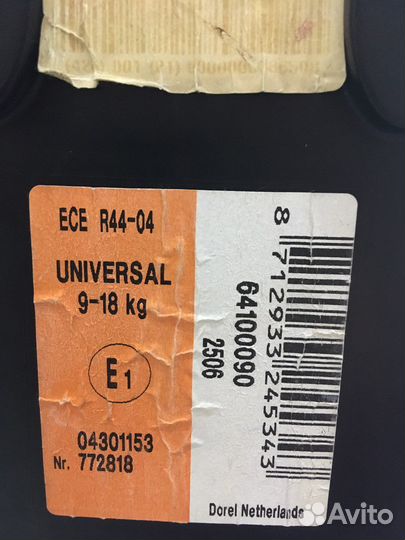 ECE R44-04
UNIVERSAL
9-18 kg
E1
04301153
Nr. 772818
64100090
2506
8 712933 245343
Dorel Netherlands
Avito